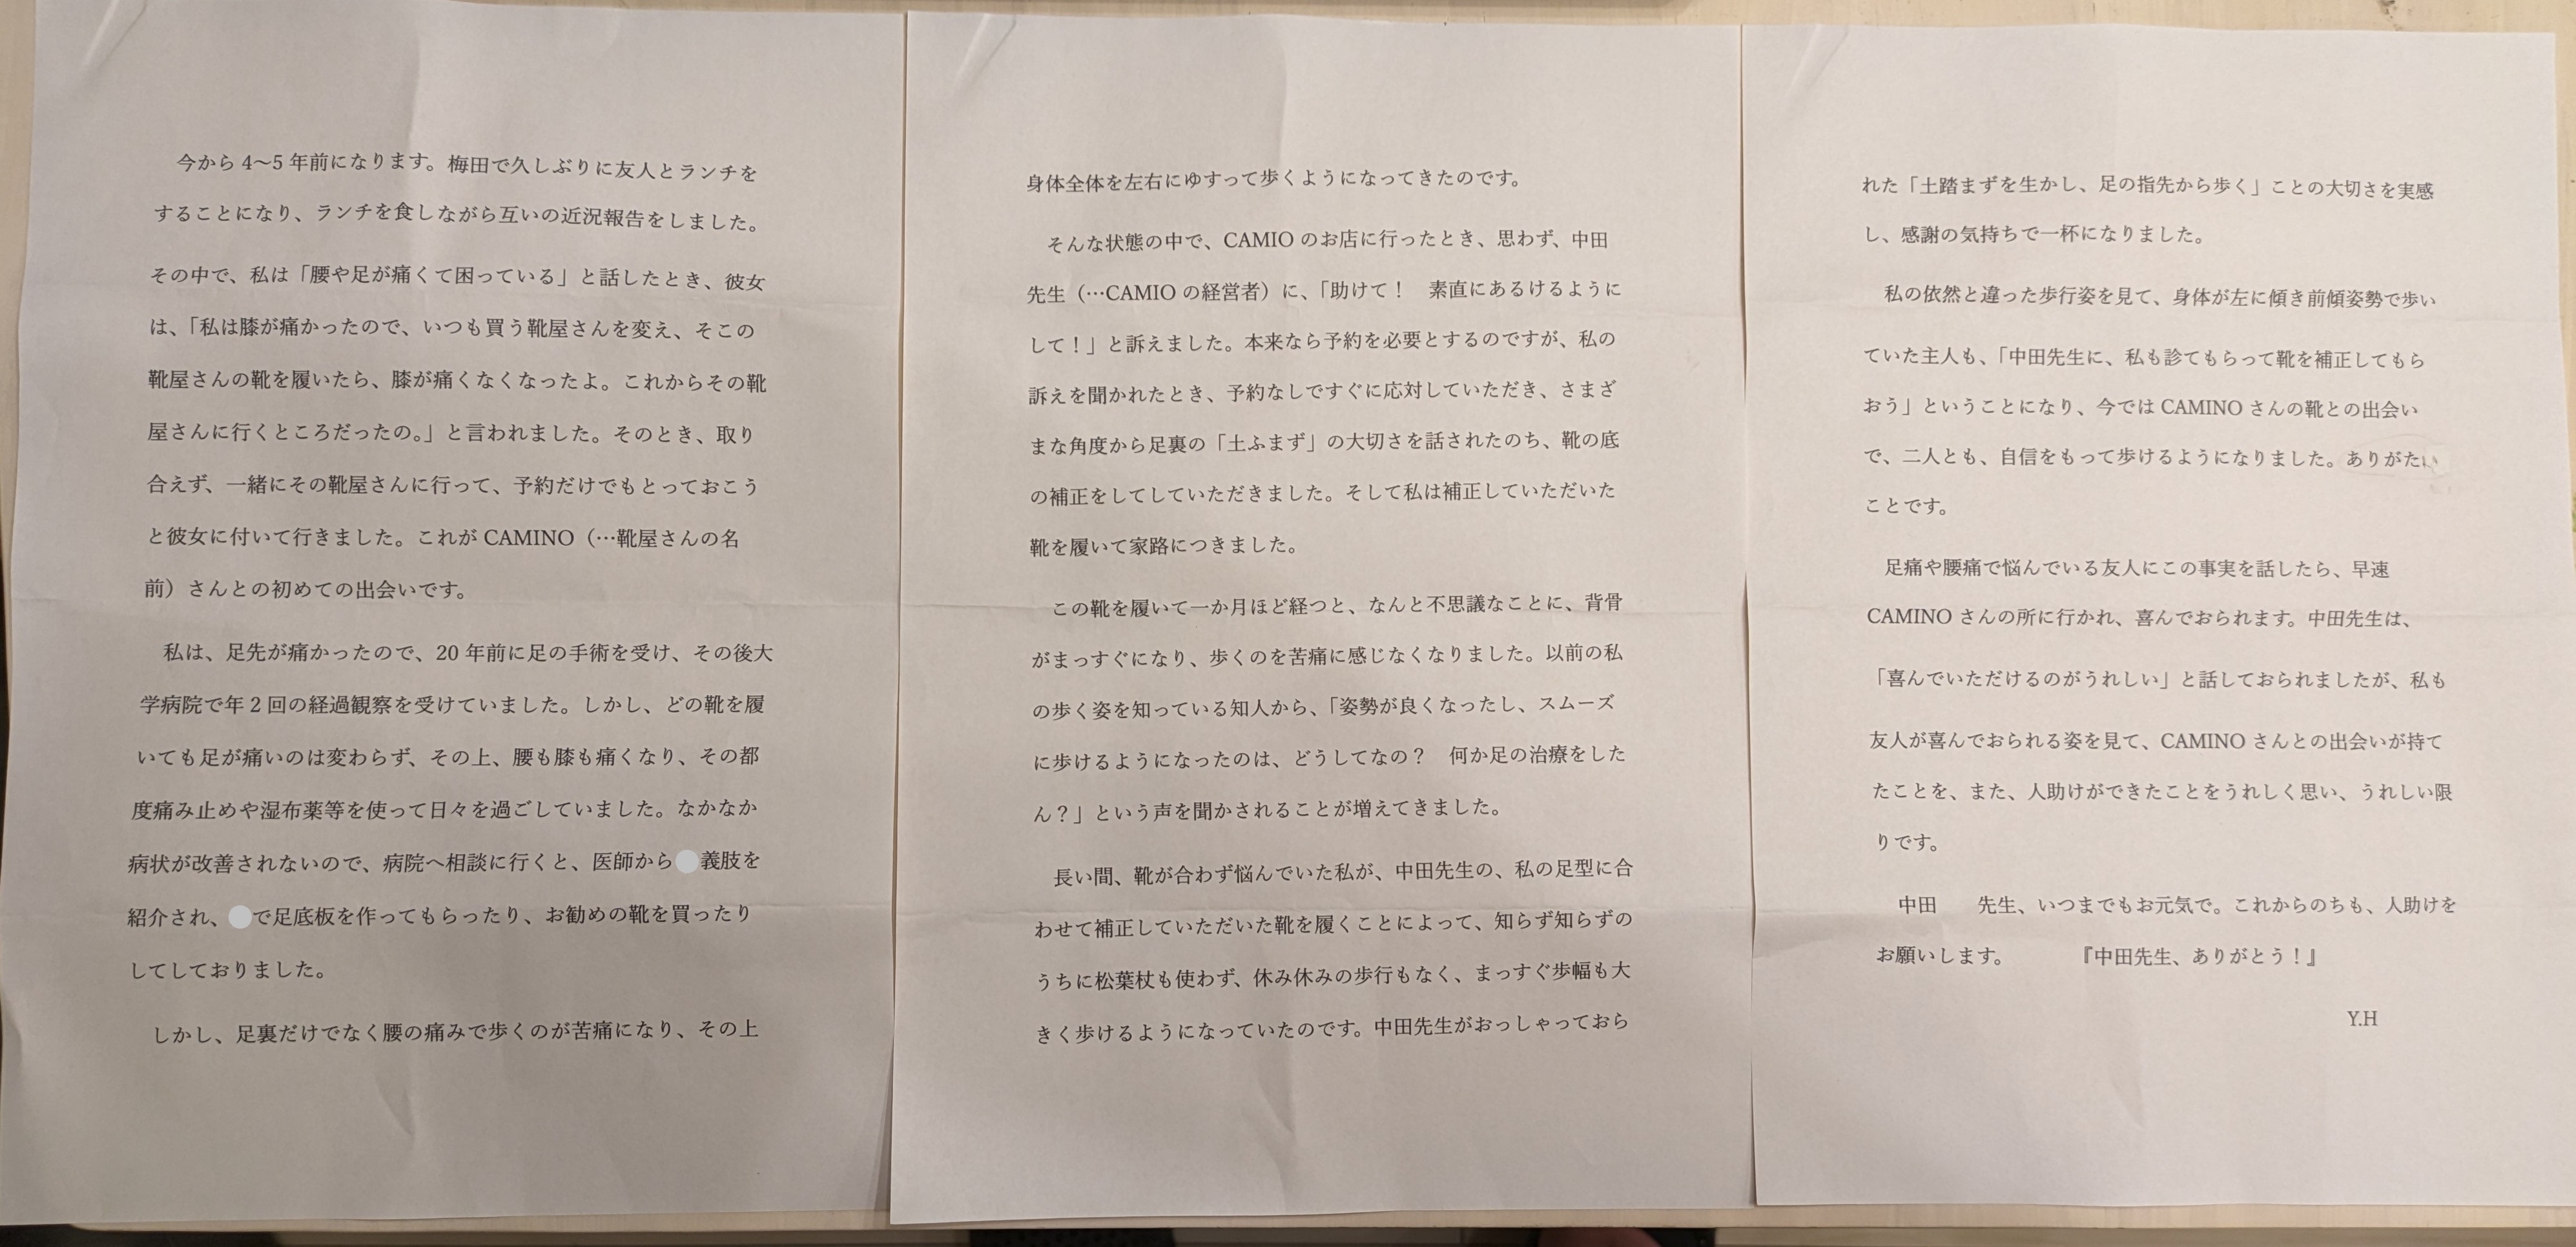 今から 4〜5 年前になります。梅田で久しぶりに友人とランチを
することになり、ランチを食しながら互いの近況報告をしました。
その中で、私は「腰や足が痛くて困っている」と話したとき、彼女
は、「私は膝が痛かったので、いつも買う靴屋さんを変え、そこの
靴屋さんの靴を履いたら、膝が痛くなくなったよ。これからその靴
屋さんに行くところだったの。」と言われました。そのとき、取り
合えず、一緒にその靴屋さんに行って、予約だけでもとっておこう
と彼女に付いて行きました。これが CAMINO（…靴屋さんの名
前）さんとの初めての出会いです。
私は、足先が痛かったので、20 年前に足の手術を受け、その後大
学病院で年 2 回の経過観察を受けていました。しかし、どの靴を履
いても足が痛いのは変わらず、その上、腰も膝も痛くなり、その都
度痛み止めや湿布薬等を使って日々を過ごしていました。なかなか
病状が改善されないので、病院へ相談に行くと、医師から 義肢を
紹介され、 で足底板を作ってもらったり、お勧めの靴を買ったり
してしておりました。
しかし、足裏だけでなく腰の痛みで歩くのが苦痛になり、その上
身体全体を左右にゆすって歩くようになってきたのです。
そんな状態の中で、CAMIO のお店に行ったとき、思わず、中田
先生（…CAMIO の経営者）に、「助けて！　素直にあるけるように
して！」と訴えました。本来なら予約を必要とするのですが、私の
訴えを聞かれたとき、予約なしですぐに応対していただき、さまざ
まな角度から足裏の「土ふまず」の大切さを話されたのち、靴の底
の補正をしてしていただきました。そして私は補正していただいた
靴を履いて家路につきました。
この靴を履いて一か月ほど経つと、なんと不思議なことに、背骨
がまっすぐになり、歩くのを苦痛に感じなくなりました。以前の私
の歩く姿を知っている知人から、「姿勢が良くなったし、スムーズ
に歩けるようになったのは、どうしてなの？　何か足の治療をした
ん？」という声を聞かされることが増えてきました。
長い間、靴が合わず悩んでいた私が、中田先生の、私の足型に合
わせて補正していただいた靴を履くことによって、知らず知らずの
うちに松葉杖も使わず、休み休みの歩行もなく、まっすぐ歩幅も大
きく歩けるようになっていたのです。中田先生がおっしゃっておら
れた「土踏まずを生かし、足の指先から歩く」ことの大切さを実感
し、感謝の気持ちで一杯になりました。
私の依然と違った歩行姿を見て、身体が左に傾き前傾姿勢で歩い
ていた主人も、「中田先生に、私も診てもらって靴を補正してもら
おう」ということになり、今では CAMINO さんの靴との出会い
で、二人とも、自信をもって歩けるようになりました。ありがたい
ことです。
足痛や腰痛で悩んでいる友人にこの事実を話したら、早速
CAMINO さんの所に行かれ、喜んでおられます。中田先生は、
「喜んでいただけるのがうれしい」と話しておられましたが、私も
友人が喜んでおられる姿を見て、CAMINO さんとの出会いが持て
たことを、また、人助けができたことをうれしく思い、うれしい限
りです。
中田　　先生、いつまでもお元気で。これからのちも、人助けを
お願いします。　　　『中田先生、ありがとう！』
Y.H